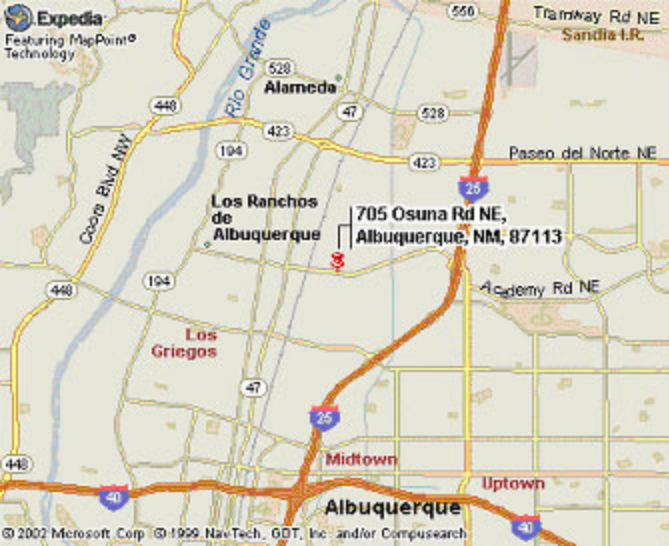 Expedia
Featuring MapPoint®
Technology
556
Tramway Rd NE
Sandia I.R.
Rio Grande
528
Alameda
448
47
528
423
194
423
Paseo del Norte NE
Coors Blvd NW
25
Los Ranchos
de
Albuquerque
705 Osuna Rd NE,
Albuquerque, NM, 87113
448
194
Academy Rd NE
Los
Griegos
47
25
448
Midtown
Uptown
40
Albuquerque
40
© 2002 Microsoft Corp © 1999 NavTech, GDT, Inc. and/or Compusearch